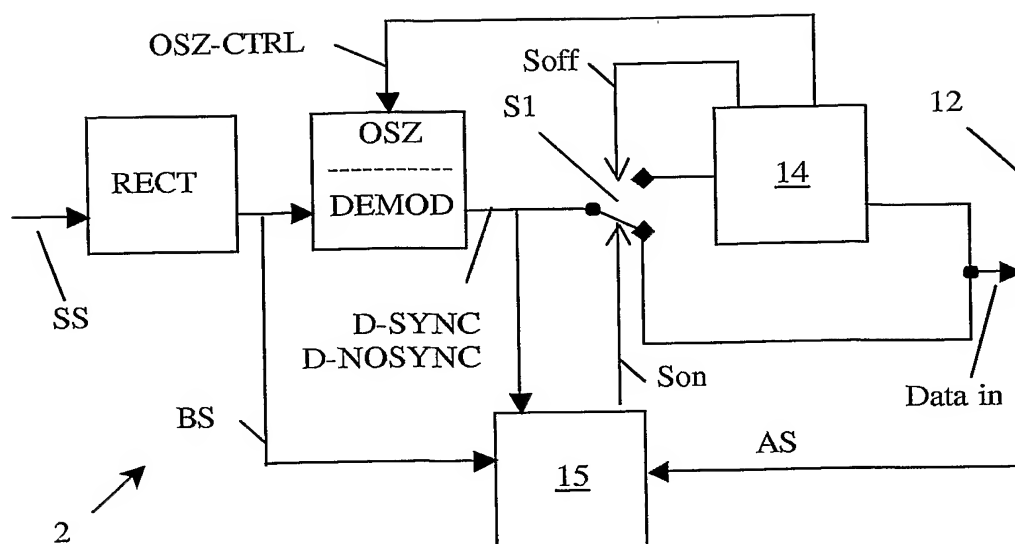 OSZ-CTRL
Soff
S1
12
OSZ
RECT
DEMOD
14
SS
D-SYNC
D-NOSYNC
Son
Data in
BS
AS
15
2